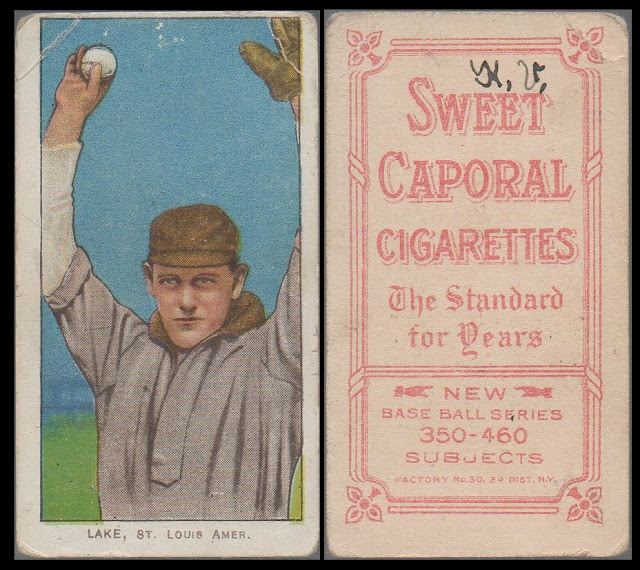 LAKE, ST. LOUIS AMER.
SWEET
CAPORAL
CIGARETTES
The Standard
for Years
NEW
BASE BALL SERIES
350-460
SUBJECTS
FACTORY No. 30, 2d DIST. N.Y.